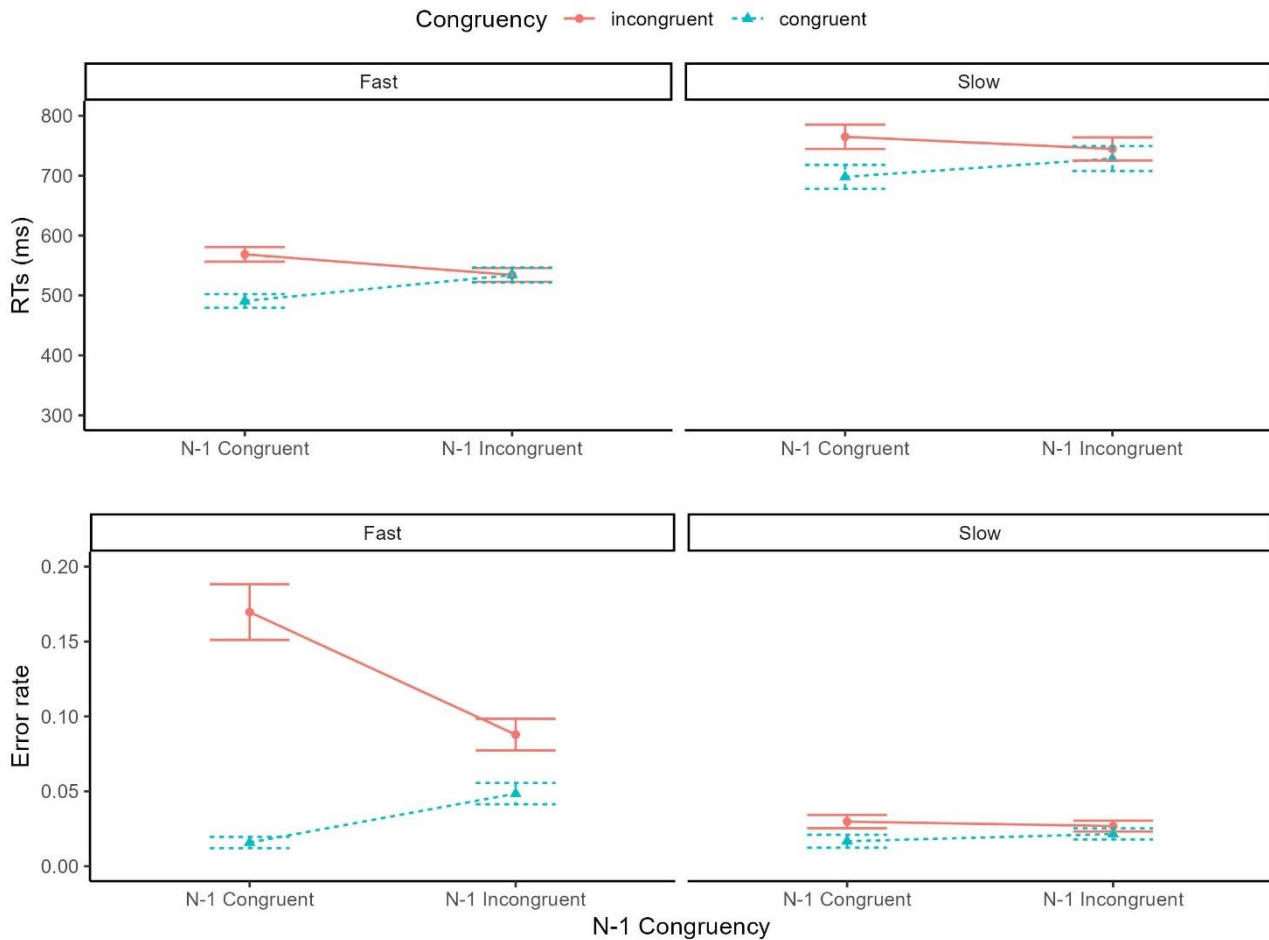 Congruency incongruent congruent
Fast Slow
800
700
600
500
400
300
RTs (ms)
N-1 Congruent N-1 Incongruent N-1 Congruent N-1 Incongruent
Fast Slow
0.20
0.15
0.10
0.05
0.00
Error rate
N-1 Congruent N-1 Incongruent N-1 Congruent N-1 Incongruent
N-1 Congruency